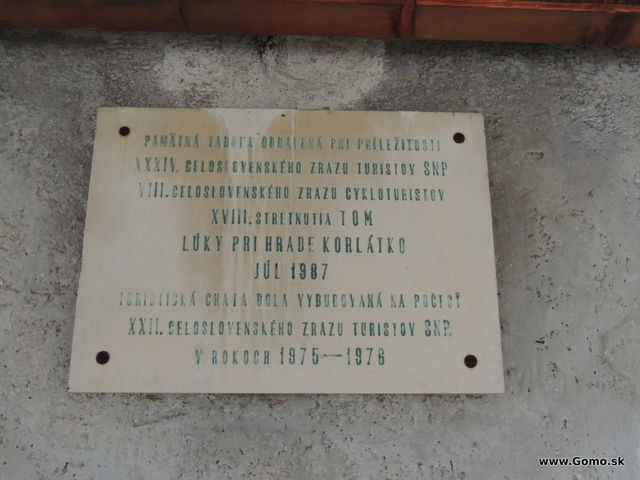 PAMÄTNÁ TABUĽA ODHALENÁ PRI PRÍLEŽITOSTI
XXXIV. CELOSLOVENSKÉHO ZRAZU TURISTOV SNP
VIII. CELOSLOVENSKÉHO ZRAZU CYKLOTURISTOV
XVIII. STRETNUTIA TOM
LÚKY PRI HRADE KORLÁTKO
JÚL 1987
TURISTICKÁ CHATA BOLA VYBUDOVANÁ NA POČESŤ
XXII. CELOSLOVENSKÉHO ZRAZU TURISTOV SNP.
V ROKOCH 1975—1976
www.Gomo.sk